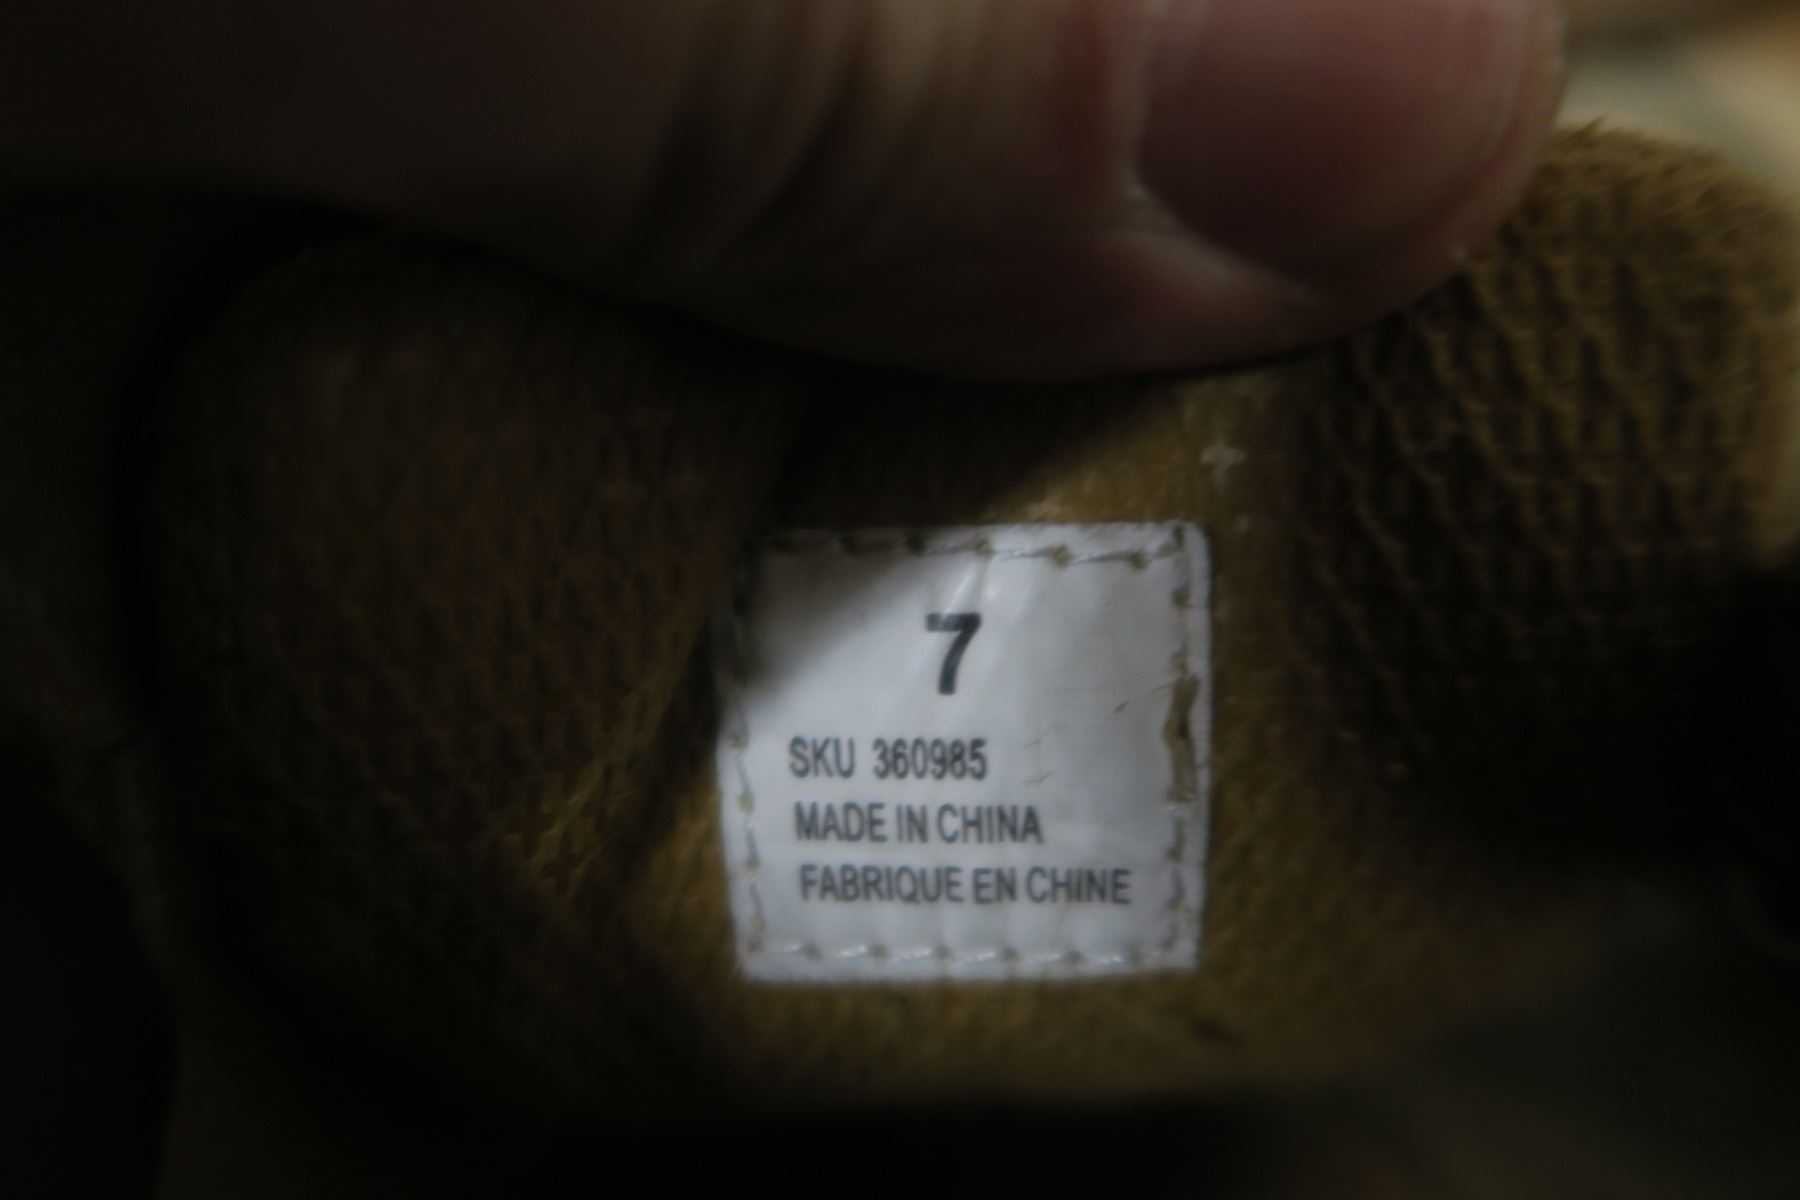 7
SKU 360985
MADE IN CHINA
FABRIQUE EN CHINE